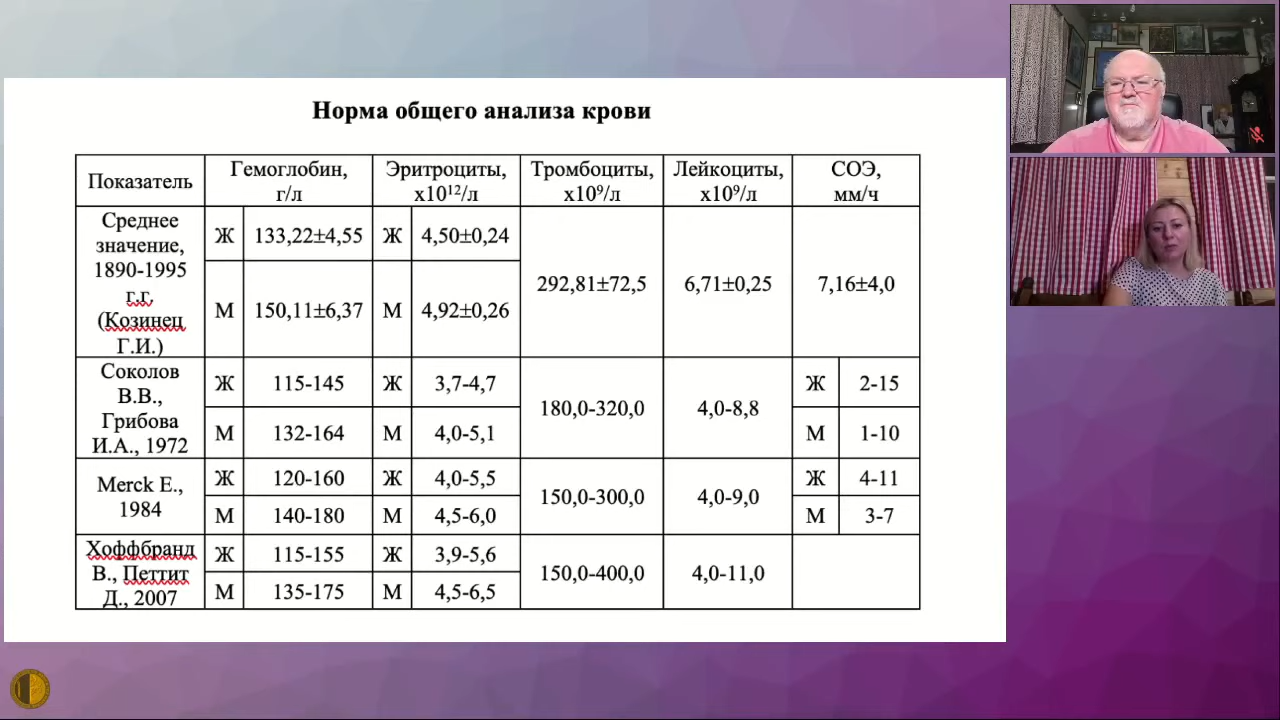 Норма общего анализа крови
Показатель
Гемоглобин,
г/л
Эритроциты,
х10¹²/л
Тромбоциты,
х10⁹/л
Лейкоциты,
х10⁹/л
СОЭ,
мм/ч
Среднее
значение,
1890-1995
г.г.
(Козинец
Г.И.)
Ж
133,22±4,55
Ж
4,50±0,24
М
150,11±6,37
М
4,92±0,26
292,81±72,5
6,71±0,25
7,16±4,0
Соколов
В.В.,
Грибова
И.А., 1972
Ж
115-145
Ж
3,7-4,7
М
132-164
М
4,0-5,1
180,0-320,0
4,0-8,8
Ж
2-15
М
1-10
Merck E.,
1984
Ж
120-160
Ж
4,0-5,5
М
140-180
М
4,5-6,0
150,0-300,0
4,0-9,0
Ж
4-11
М
3-7
Хоффбранд
В., Петтит
Д., 2007
Ж
115-155
Ж
3,9-5,6
М
135-175
М
4,5-6,5
150,0-400,0
4,0-11,0